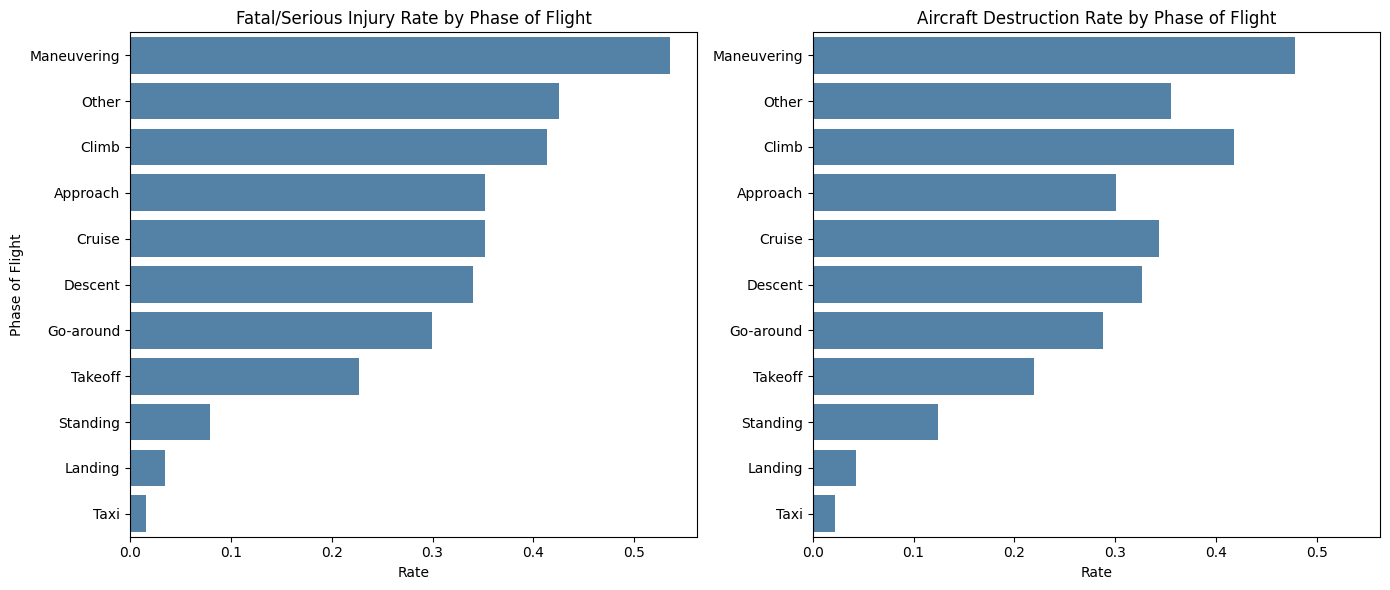 Fatal/Serious Injury Rate by Phase of Flight
Phase of Flight
Maneuvering
Other
Climb
Approach
Cruise
Descent
Go-around
Takeoff
Standing
Landing
Taxi
0.0 0.1 0.2 0.3 0.4 0.5
Rate
Aircraft Destruction Rate by Phase of Flight
Maneuvering
Other
Climb
Approach
Cruise
Descent
Go-around
Takeoff
Standing
Landing
Taxi
0.0 0.1 0.2 0.3 0.4 0.5
Rate